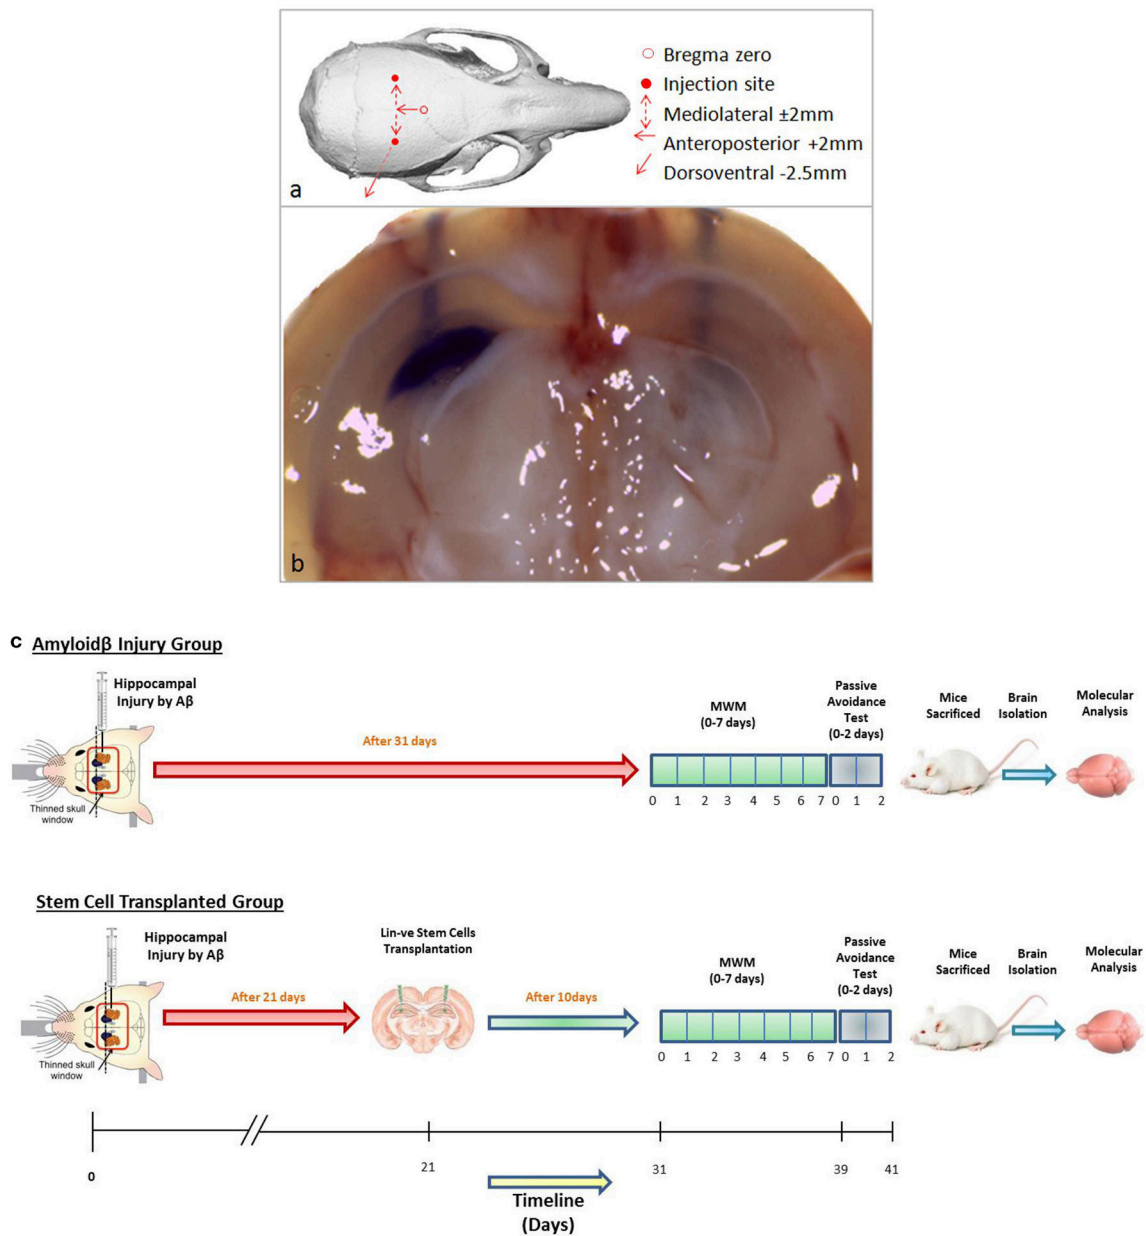 Bregma zero
Injection site
Mediolateral ±2mm
Anteroposterior +2mm
Dorsoventral -2.5mm
a
b
c Amyloidβ Injury Group
Hippocampal
Injury by Aβ
Thinned skull
window
After 31 days
MWM
(0-7 days)
0 1 2 3 4 5 6 7
Passive
Avoidance
Test
(0-2 days)
0 1 2
Mice
Sacrificed
Brain
Isolation
Molecular
Analysis
Stem Cell Transplanted Group
Hippocampal
Injury by Aβ
Thinned skull
window
After 21 days
Lin-ve Stem Cells
Transplantation
After 10days
MWM
(0-7 days)
0 1 2 3 4 5 6 7
Passive
Avoidance
Test
(0-2 days)
0 1 2
Mice
Sacrificed
Brain
Isolation
Molecular
Analysis
0 21 31 39 41
Timeline
(Days)